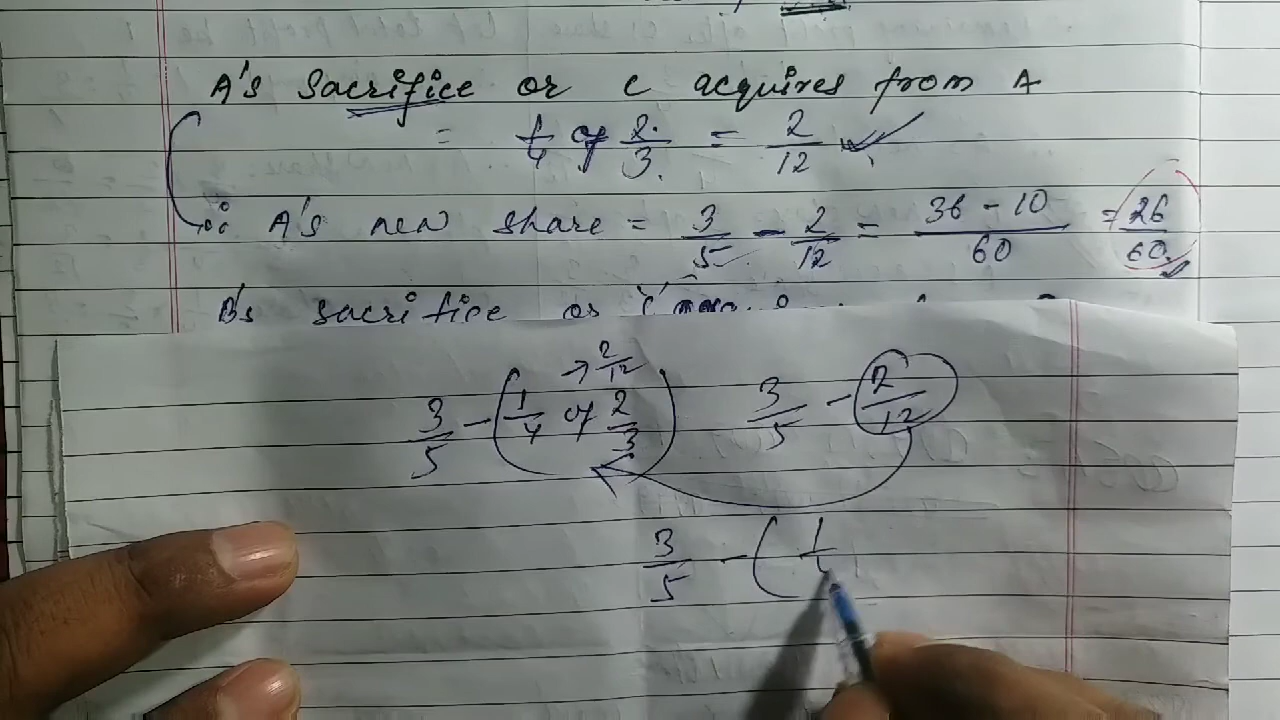 A's Sacrifice or C acquires from A
= 1/4 of 2/3 = 2/12
∴ A's new share = 3/5 - 2/12 = 36 - 10/60 = 26/60
B's sacrifice or
→ 2/12
3/5 - (1/4 of 2/3) 3/5 - 2/12
3/5 - ( 1